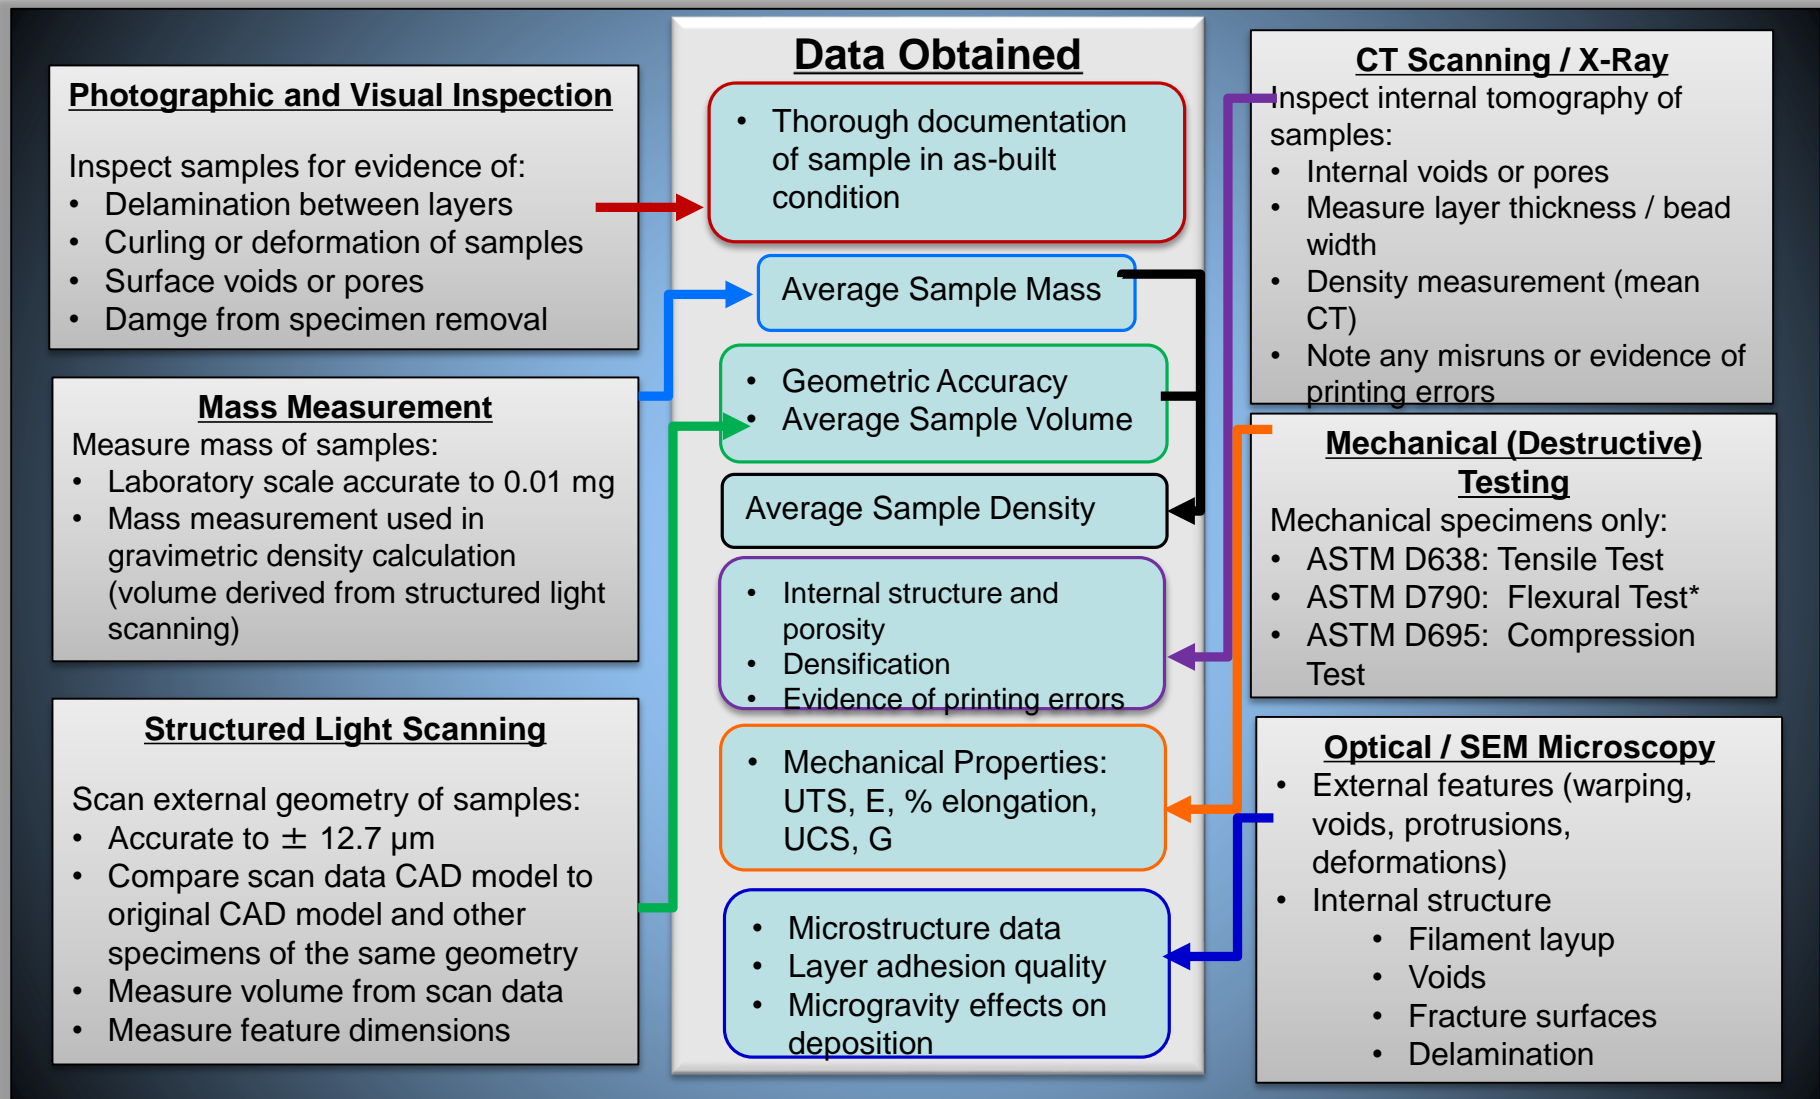 Photographic and Visual Inspection
Inspect samples for evidence of:
• Delamination between layers
• Curling or deformation of samples
• Surface voids or pores
• Damge from specimen removal
Mass Measurement
Measure mass of samples:
• Laboratory scale accurate to 0.01 mg
• Mass measurement used in
gravimetric density calculation
(volume derived from structured light
scanning)
Structured Light Scanning
Scan external geometry of samples:
• Accurate to ± 12.7 µm
• Compare scan data CAD model to
original CAD model and other
specimens of the same geometry
• Measure volume from scan data
• Measure feature dimensions
Data Obtained
• Thorough documentation
of sample in as-built
condition
Average Sample Mass
• Geometric Accuracy
• Average Sample Volume
Average Sample Density
• Internal structure and
porosity
• Densification
• Evidence of printing errors
• Mechanical Properties:
UTS, E, % elongation,
UCS, G
• Microstructure data
• Layer adhesion quality
• Microgravity effects on
deposition
CT Scanning / X-Ray
Inspect internal tomography of
samples:
• Internal voids or pores
• Measure layer thickness / bead
width
• Density measurement (mean
CT)
• Note any misruns or evidence of
printing errors
Mechanical (Destructive)
Testing
Mechanical specimens only:
• ASTM D638: Tensile Test
• ASTM D790:  Flexural Test*
• ASTM D695:  Compression
Test
Optical / SEM Microscopy
• External features (warping,
voids, protrusions,
deformations)
• Internal structure
• Filament layup
• Voids
• Fracture surfaces
• Delamination